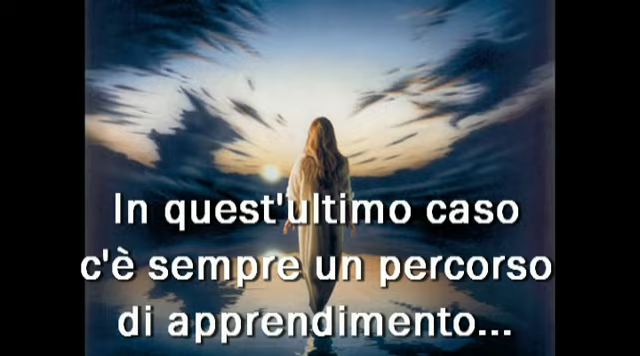 In quest'ultimo caso
c'è sempre un percorso
di apprendimento...